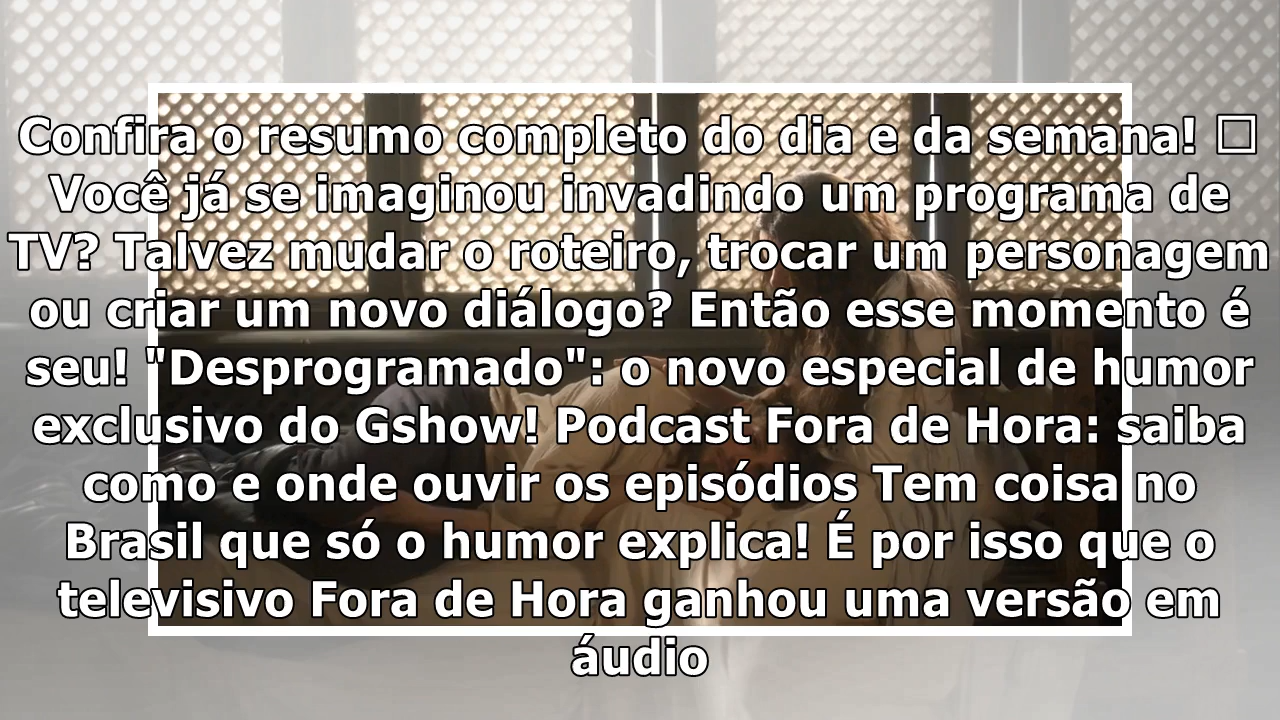 Confira o resumo completo do dia e da semana! □
Você já se imaginou invadindo um programa de
TV? Talvez mudar o roteiro, trocar um personagem
ou criar um novo diálogo? Então esse momento é
seu! "Desprogramado": o novo especial de humor
exclusivo do Gshow! Podcast Fora de Hora: saiba
como e onde ouvir os episódios Tem coisa no
Brasil que só o humor explica! É por isso que o
televisivo Fora de Hora ganhou uma versão em
áudio